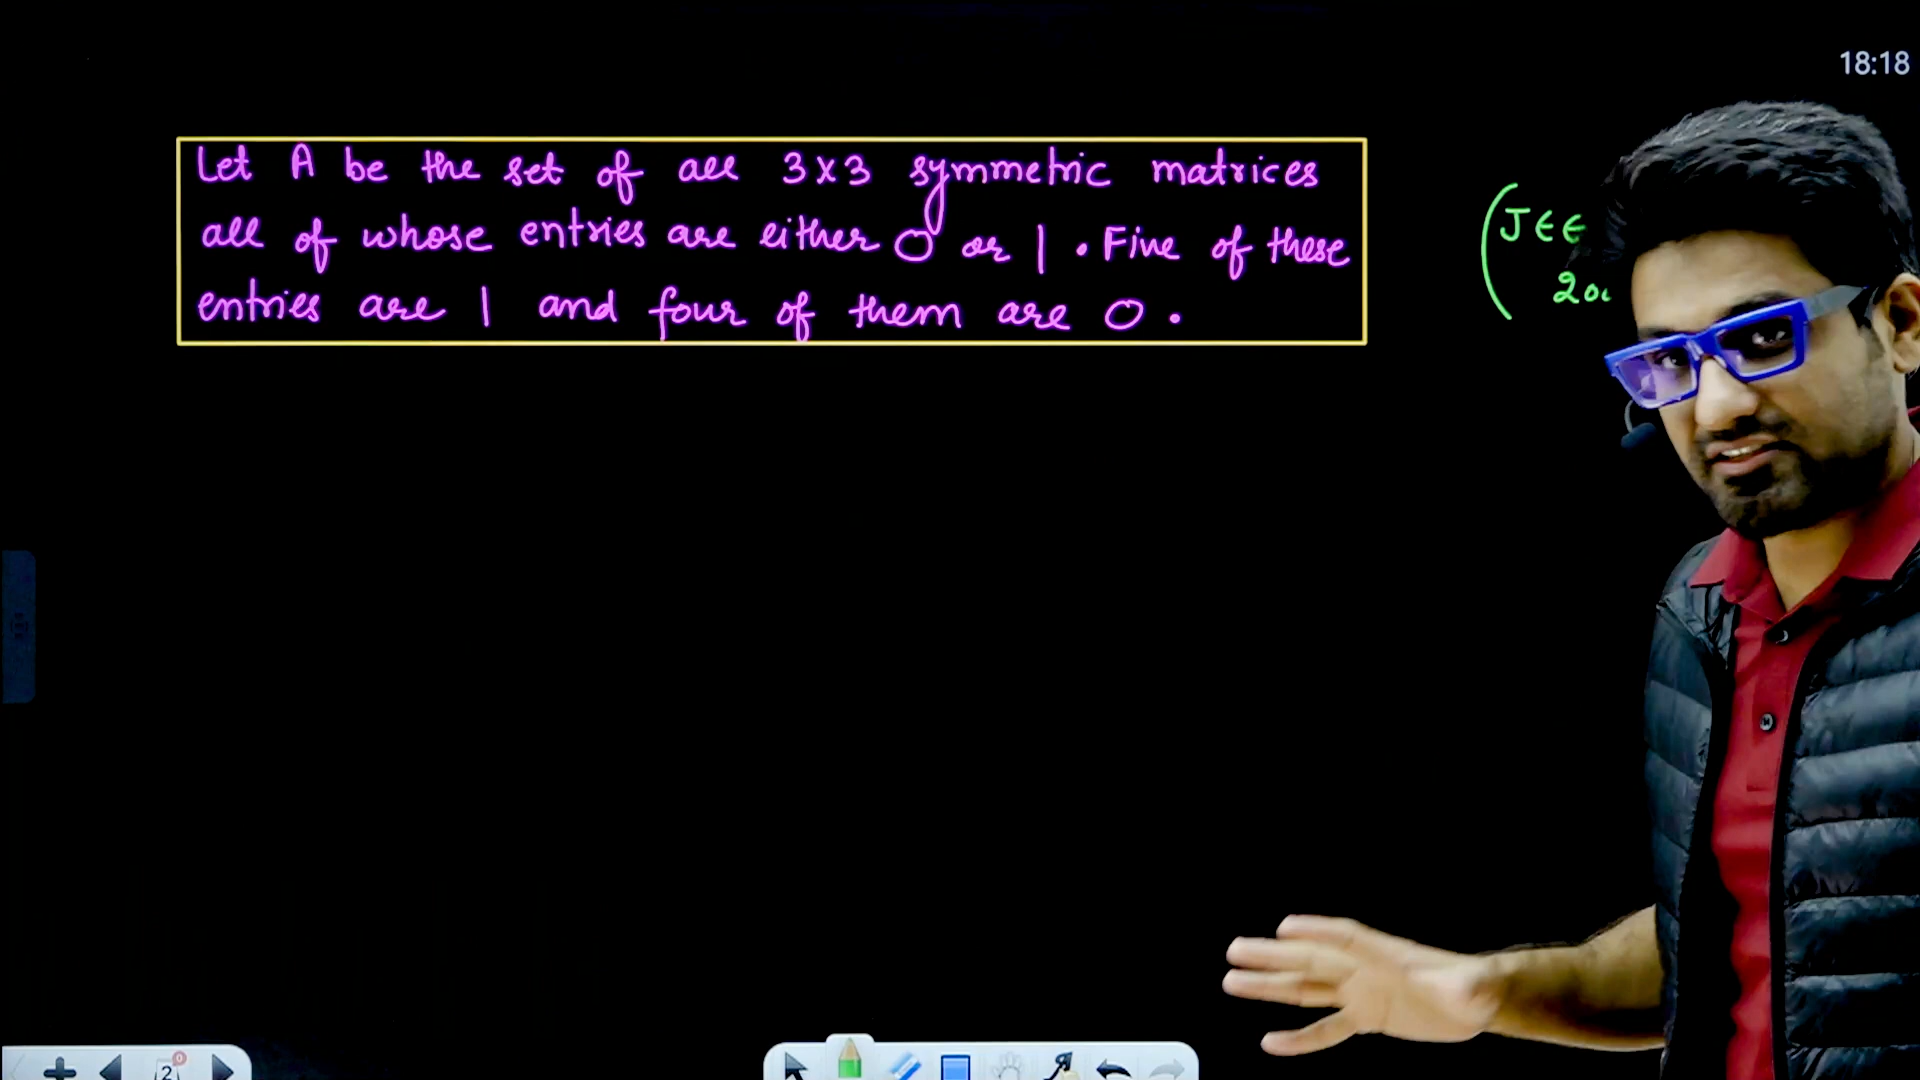 18:18
Let A be the set of all 3x3 symmetric matrices
all of whose entries are either 0 or 1 . Five of these
entries are 1 and four of them are 0 .
(JEE
2